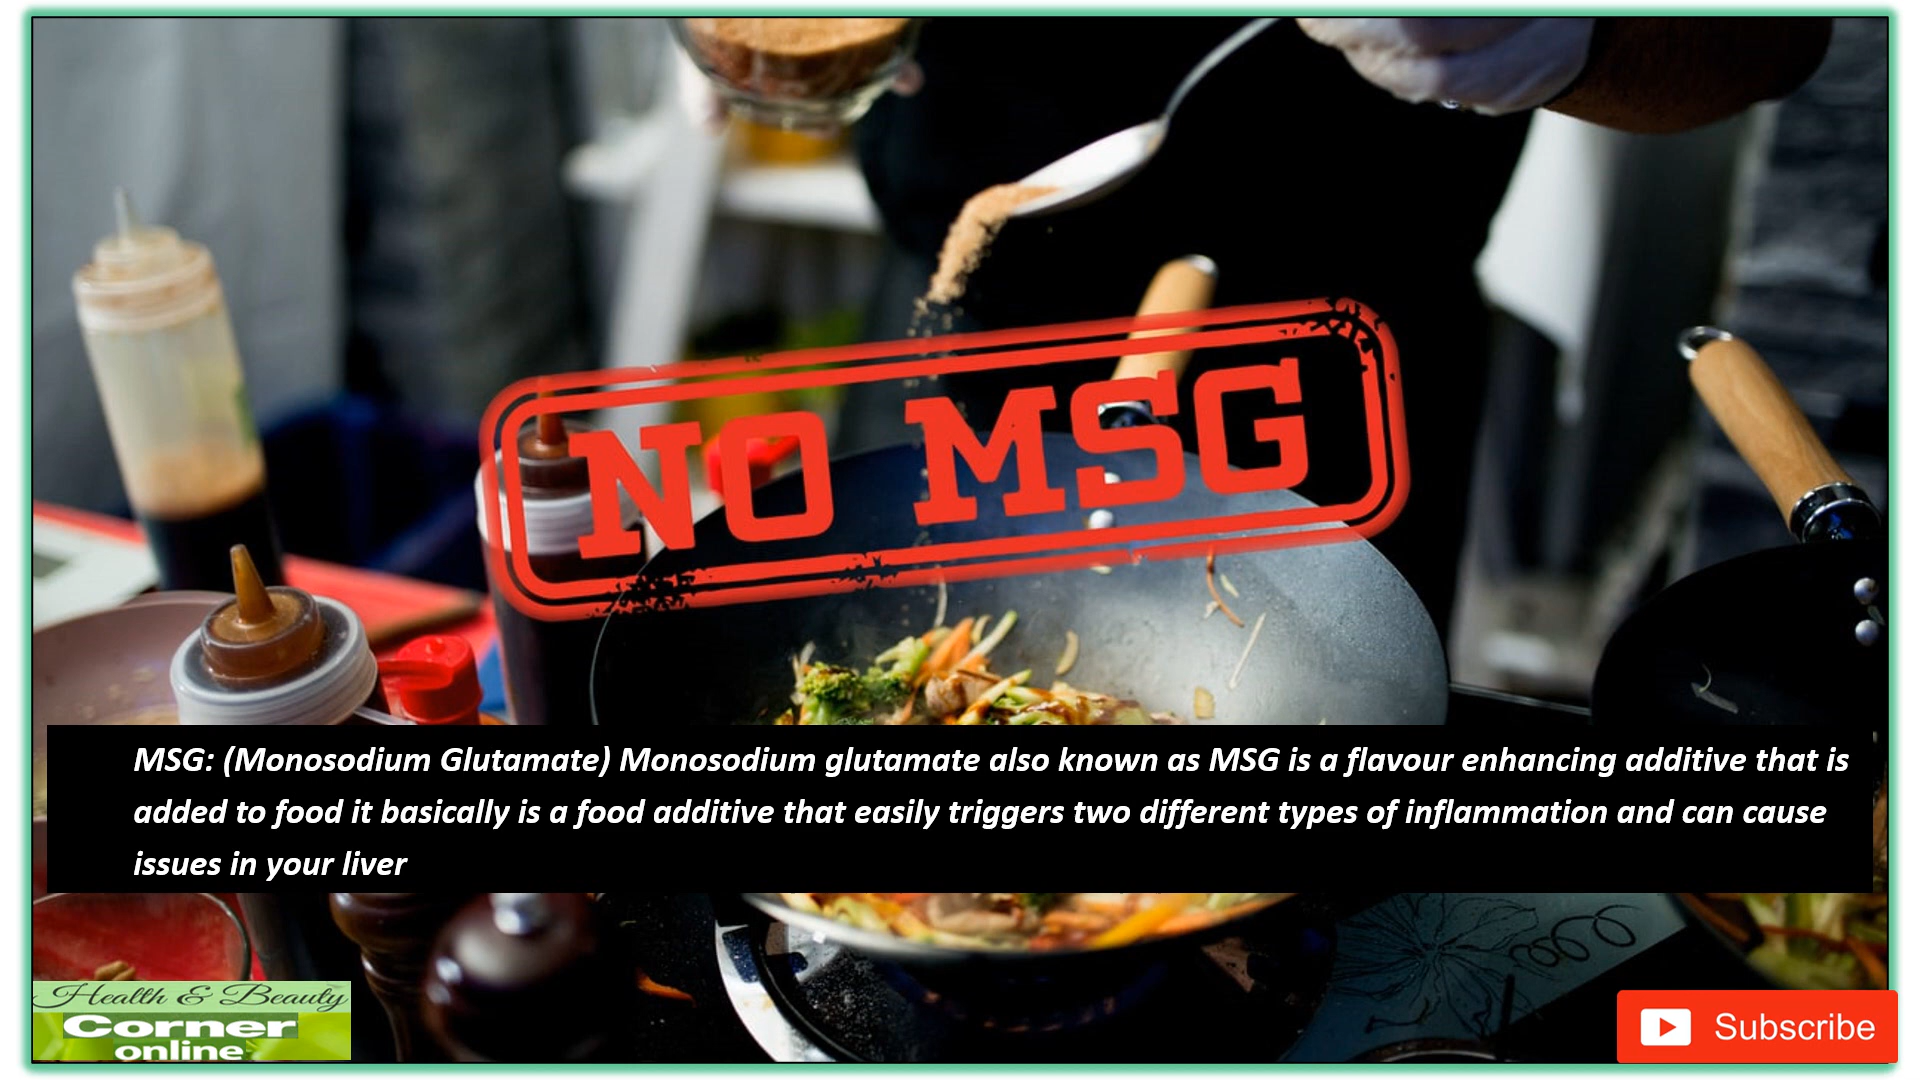 NO MSG
MSG: (Monosodium Glutamate) Monosodium glutamate also known as MSG is a flavour enhancing additive that is
added to food it basically is a food additive that easily triggers two different types of inflammation and can cause
issues in your liver
Health & Beauty
Corner
online
Subscribe